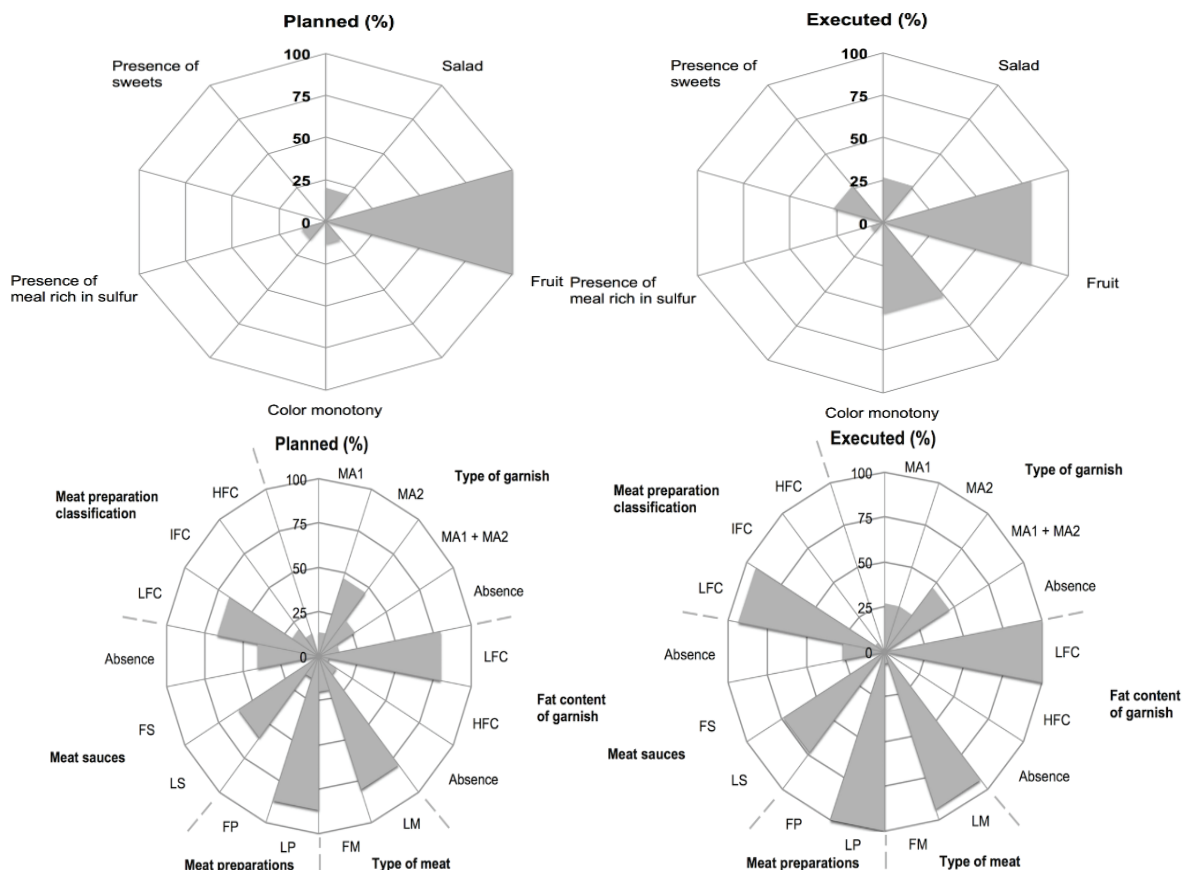 Planned (%)
100
75
50
25
0
Presence of
sweets
Salad
Fruit
Presence of
meal rich in sulfur
Color monotony
Executed (%)
100
75
50
25
0
Presence of
sweets
Salad
Fruit
Presence of
meal rich in sulfur
Color monotony
Planned (%)
100
75
50
25
0
MA1
MA2
MA1 + MA2
Absence
Type of garnish
LFC
HFC
Absence
Fat content
of garnish
LM
FM
Type of meat
LP
FP
Meat preparations
LS
FS
Absence
Meat sauces
LFC
IFC
HFC
Meat preparation
classification
Executed (%)
100
75
50
25
0
MA1
MA2
MA1 + MA2
Absence
Type of garnish
LFC
HFC
Absence
Fat content
of garnish
LM
FM
Type of meat
LP
FP
Meat preparations
LS
FS
Absence
Meat sauces
LFC
IFC
HFC
Meat preparation
classification